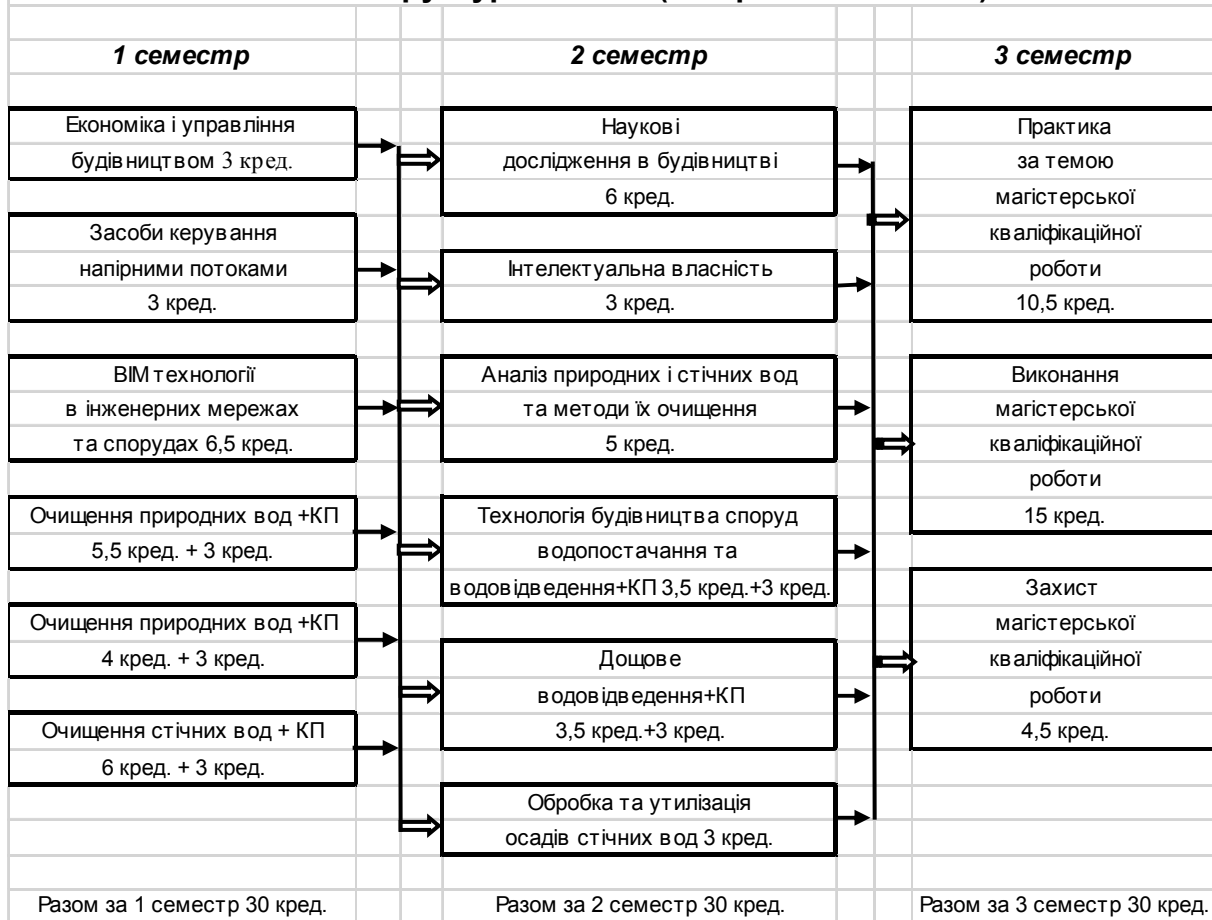 1 семестр
2 семестр
3 семестр
Економіка і управління
будівництвом 3 кред.
Засоби керування
напірними потоками
3 кред.
BIM технології
в інженерних мережах
та спорудах 6,5 кред.
Очищення природних вод +КП
5,5 кред. + 3 кред.
Очищення природних вод +КП
4 кред. + 3 кред.
Очищення стічних вод + КП
6 кред. + 3 кред.
Разом за 1 семестр 30 кред.
Наукові
дослідження в будівництві
6 кред.
Інтелектуальна власність
3 кред.
Аналіз природних і стічних вод
та методи їх очищення
5 кред.
Технологія будівництва споруд
водопостачання та
водовідведення+КП 3,5 кред.+3 кред.
Дощове
водовідведення+КП
3,5 кред.+3 кред.
Обробка та утилізація
осадів стічних вод 3 кред.
Разом за 2 семестр 30 кред.
Практика
за темою
магістерської
кваліфікаційної
роботи
10,5 кред.
Виконання
магістерської
кваліфікаційної
роботи
15 кред.
Захист
магістерської
кваліфікаційної
роботи
4,5 кред.
Разом за 3 семестр 30 кред.